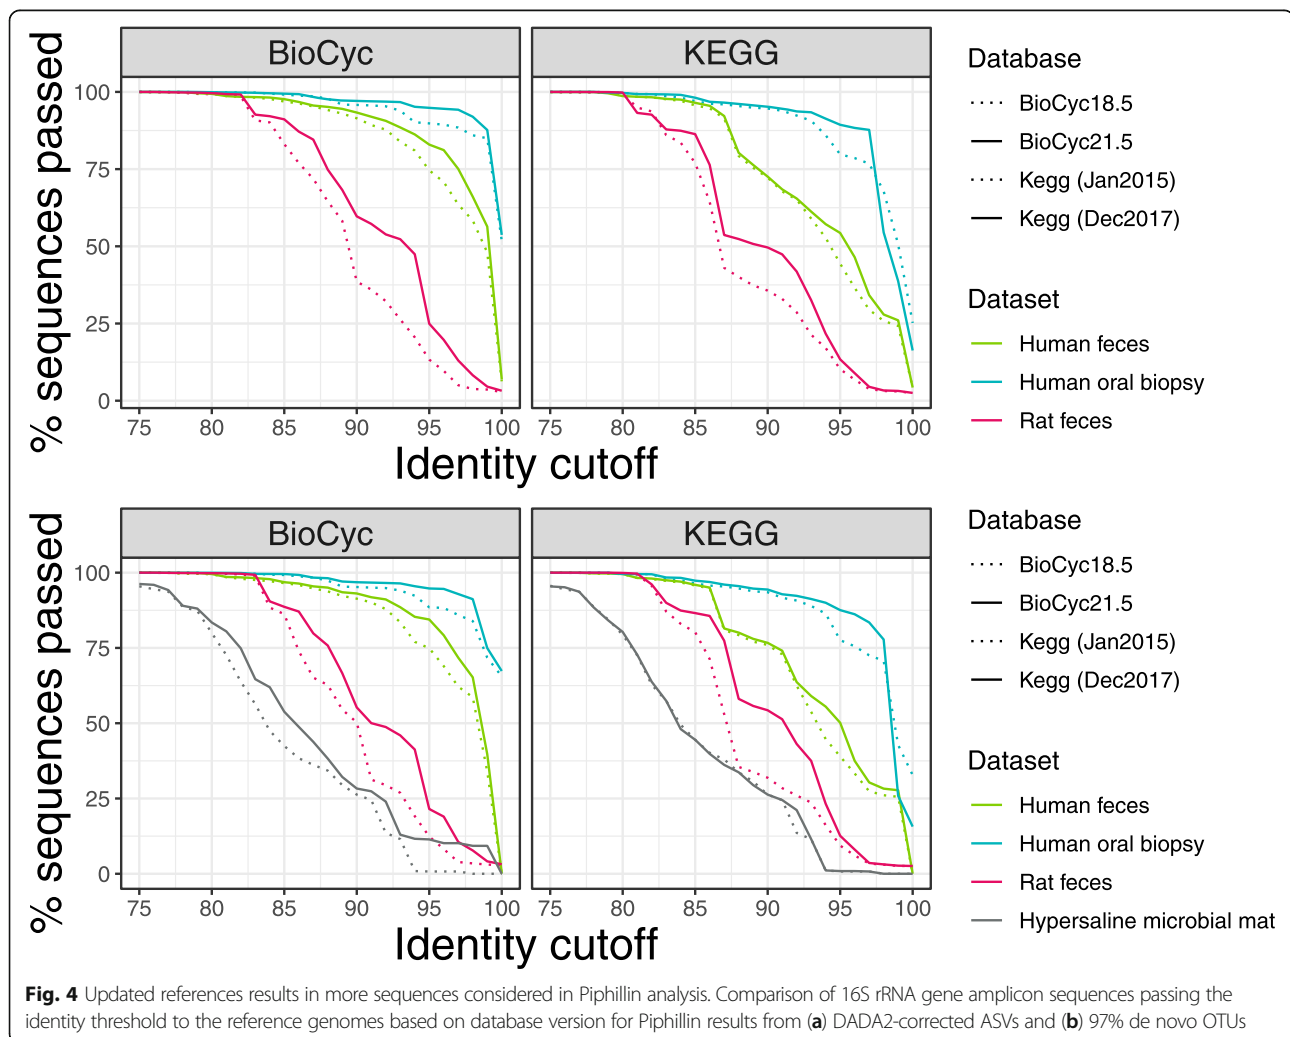 BioCyc KEGG
% sequences passed
100
75
50
25
0
75 80 85 90 95 100 75 80 85 90 95 100
Identity cutoff
Database
BioCyc18.5
BioCyc21.5
Kegg (Jan2015)
Kegg (Dec2017)
Dataset
Human feces
Human oral biopsy
Rat feces
BioCyc KEGG
% sequences passed
100
75
50
25
0
75 80 85 90 95 100 75 80 85 90 95 100
Identity cutoff
Database
BioCyc18.5
BioCyc21.5
Kegg (Jan2015)
Kegg (Dec2017)
Dataset
Human feces
Human oral biopsy
Rat feces
Hypersaline microbial mat
Fig. 4 Updated references results in more sequences considered in Piphillin analysis. Comparison of 16S rRNA gene amplicon sequences passing the
identity threshold to the reference genomes based on database version for Piphillin results from (a) DADA2-corrected ASVs and (b) 97% de novo OTUs